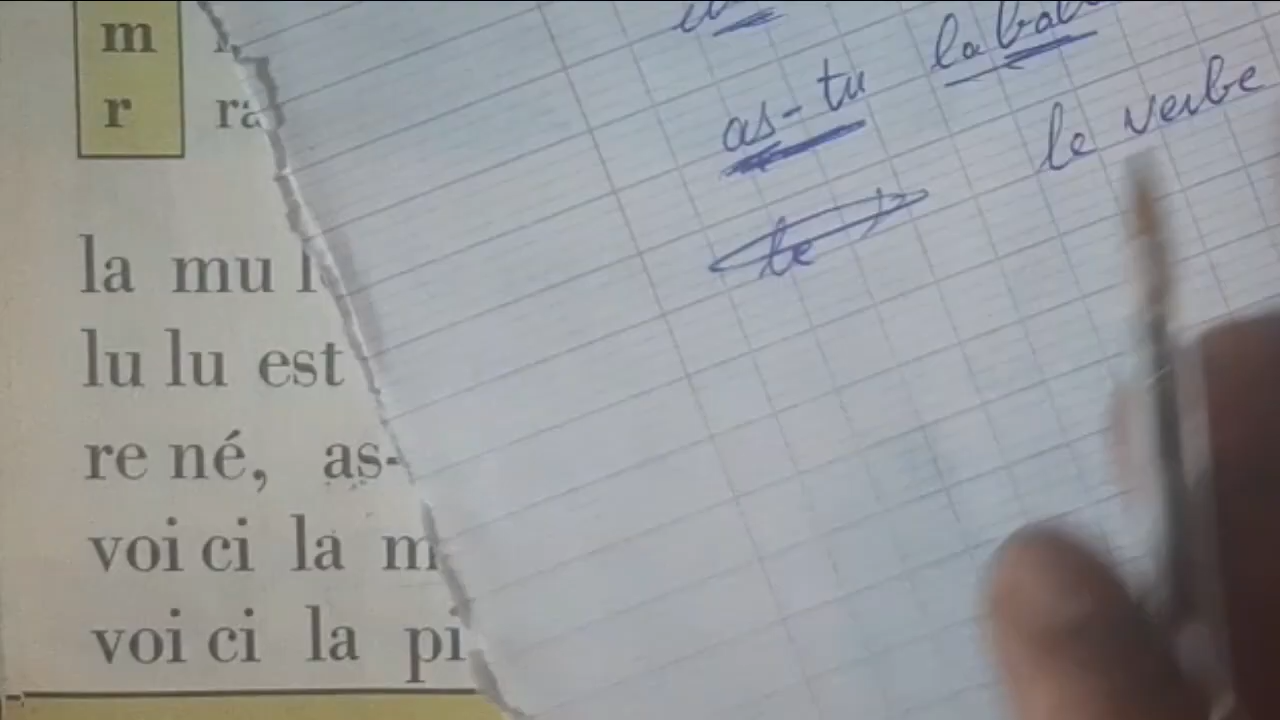 m
r ra
la mu
lu lu est
re né, as-
voi ci la m
voi ci la pi
as-tu
la
le verbe
te